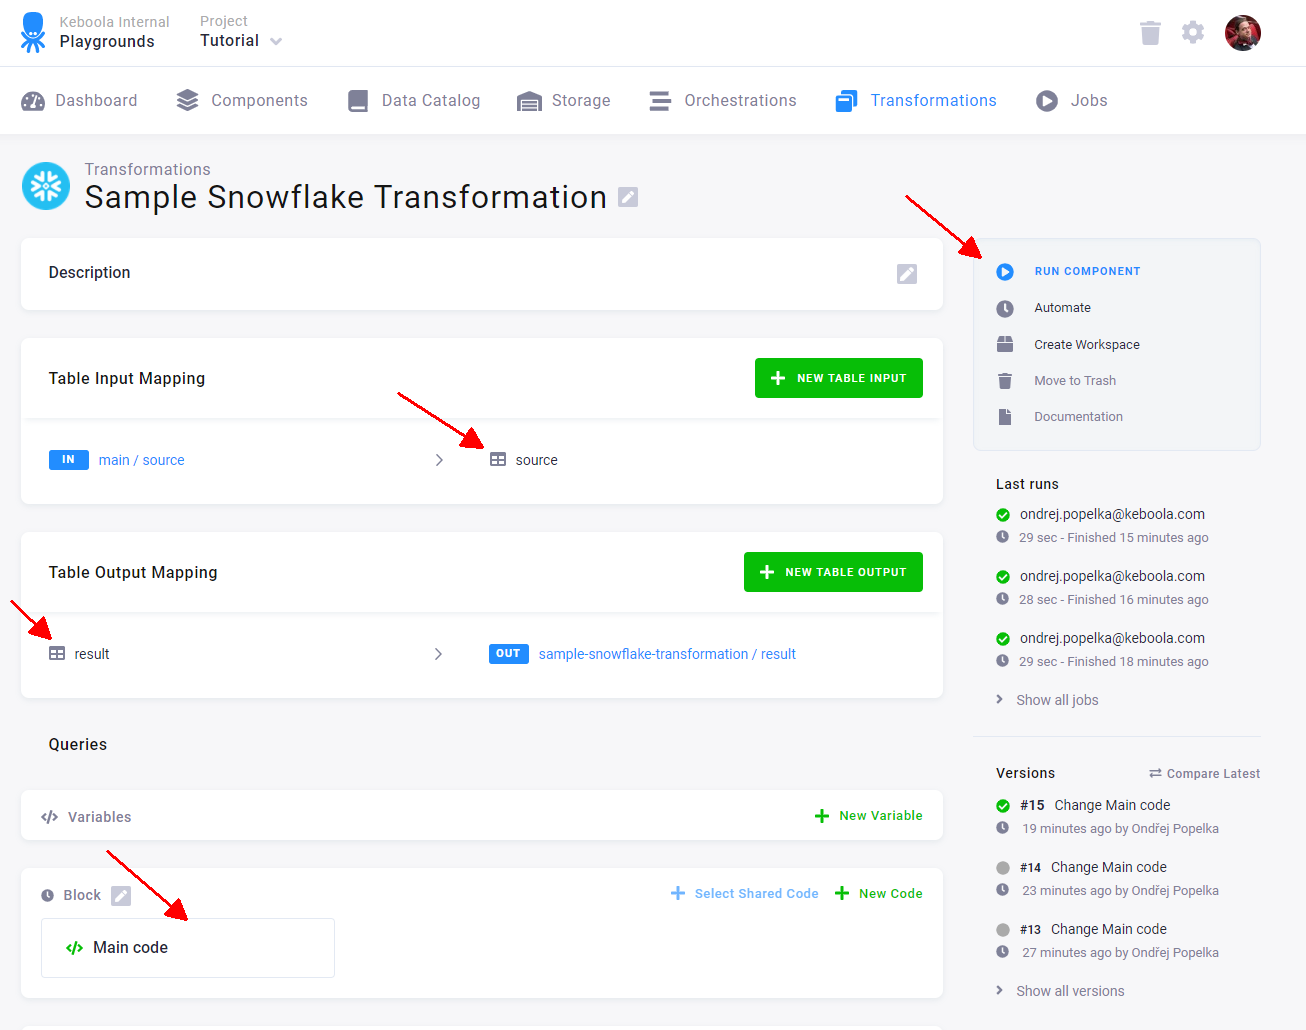 Keboola Internal
Playgrounds
Project
Tutorial
Dashboard
Components
Data Catalog
Storage
Orchestrations
Transformations
Jobs
Transformations
Sample Snowflake Transformation
Description
Table Input Mapping
NEW TABLE INPUT
IN main / source
source
Table Output Mapping
NEW TABLE OUTPUT
result
OUT sample-snowflake-transformation / result
Queries
Variables
New Variable
Block
Select Shared Code
New Code
Main code
RUN COMPONENT
Automate
Create Workspace
Move to Trash
Documentation
Last runs
ondrej.popelka@keboola.com
29 sec - Finished 15 minutes ago
ondrej.popelka@keboola.com
28 sec - Finished 16 minutes ago
ondrej.popelka@keboola.com
29 sec - Finished 18 minutes ago
Show all jobs
Versions
Compare Latest
#15 Change Main code
19 minutes ago by Ondřej Popelka
#14 Change Main code
23 minutes ago by Ondřej Popelka
#13 Change Main code
27 minutes ago by Ondřej Popelka
Show all versions